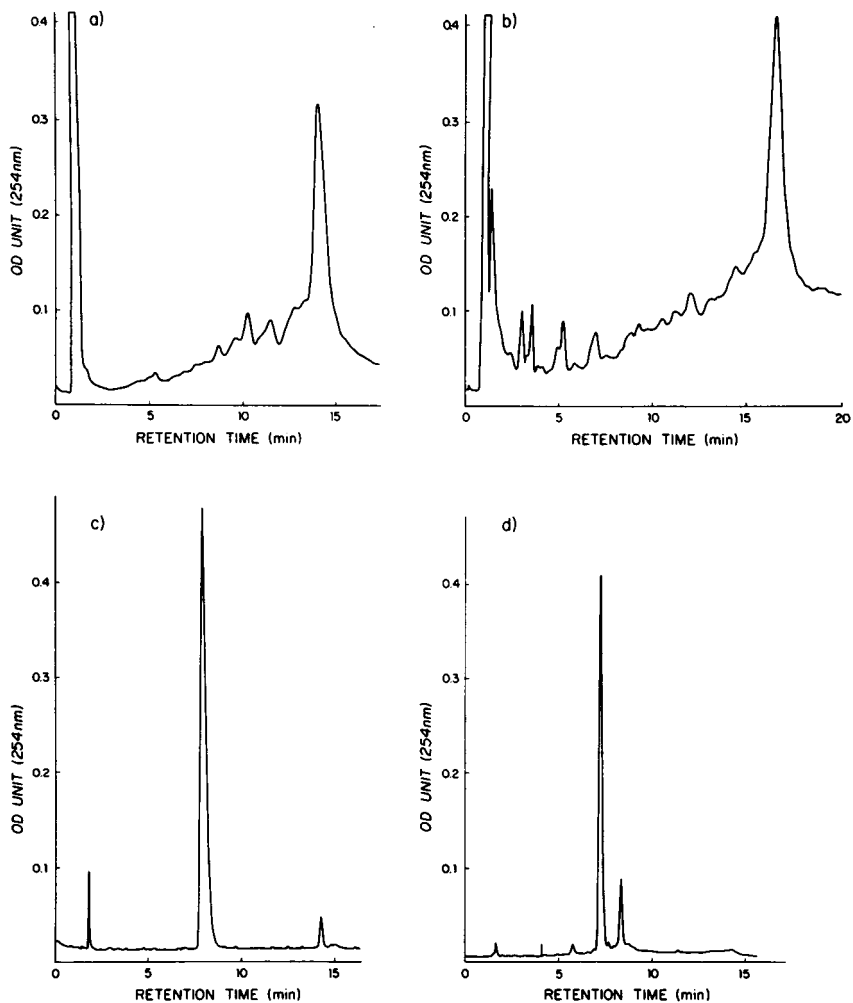 a)
OD UNIT (254nm)
0.4
0.3
0.2
0.1
0 5 10 15
RETENTION TIME (min)
b)
OD UNIT (254nm)
0.4
0.3
0.2
0.1
0 5 10 15 20
RETENTION TIME (min)
c)
OD UNIT (254nm)
0.4
0.3
0.2
0.1
0 5 10 15
RETENTION TIME (min)
d)
OD UNIT (254nm)
0.4
0.3
0.2
0.1
0 5 10 15
RETENTION TIME (min)